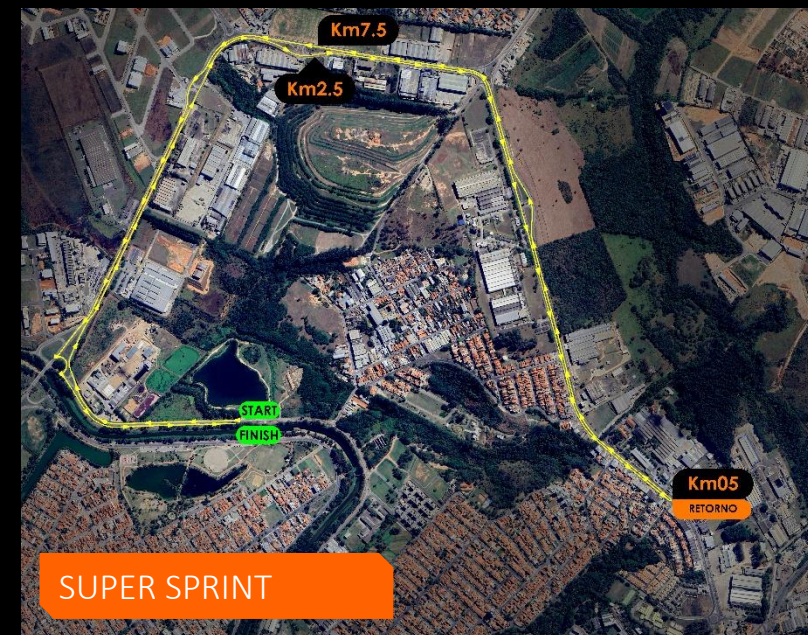 Km7.5
Km2.5
START
FINISH
Km05
RETORNO
SUPER SPRINT